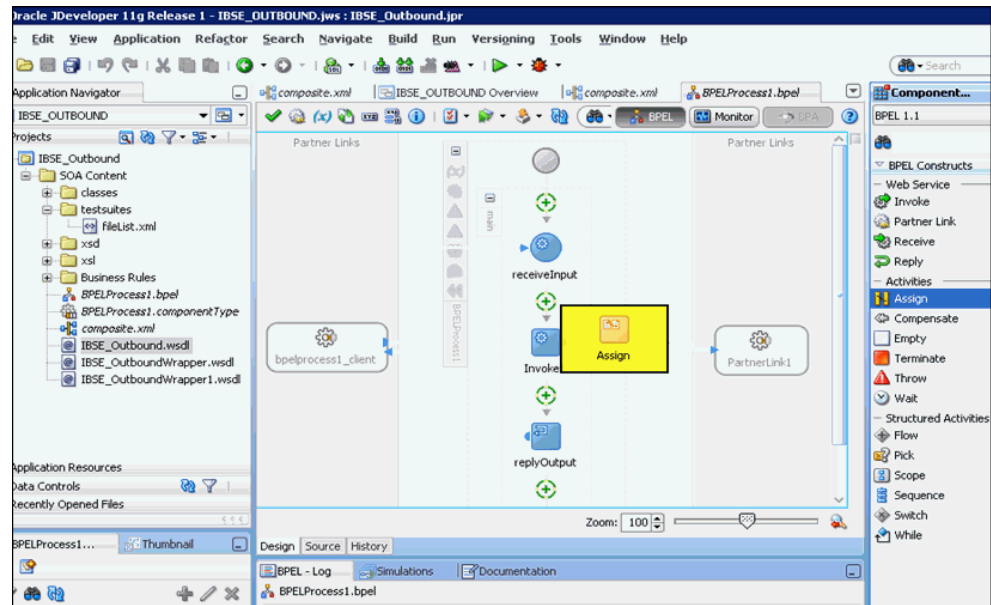 Oracle JDeveloper 11g Release 1 - IBSE_OUTBOUND.jws : IBSE_Outbound.jpr
Edit View Application Refactor Search Navigate Build Run Versioning Tools Window Help
Search
Application Navigator
composite.xml
IBSE_OUTBOUND Overview
composite.xml
BPELProcess1.bpel
Component...
IBSE_OUTBOUND
BPEL
Monitor
BPA
BPEL 1.1
Projects
IBSE_Outbound
SOA Content
classes
testsuites
fileList.xml
xsd
xsl
Business Rules
BPELProcess1.bpel
BPELProcess1.componentType
composite.xml
IBSE_Outbound.wsdl
IBSE_OutboundWrapper.wsdl
IBSE_OutboundWrapper1.wsdl
Application Resources
Data Controls
Recently Opened Files
BPELProcess1...
Thumbnail
Partner Links
Partner Links
main
receiveInput
BPELProcess1
bpelprocess1_client
Invoke
Assign
PartnerLink1
replyOutput
Zoom: 100
Design Source History
BPEL - Log
Simulations
Documentation
BPELProcess1.bpel
BPEL Constructs
Web Service
Invoke
Partner Link
Receive
Reply
Activities
Assign
Compensate
Empty
Terminate
Throw
Wait
Structured Activities
Flow
Pick
Scope
Sequence
Switch
While